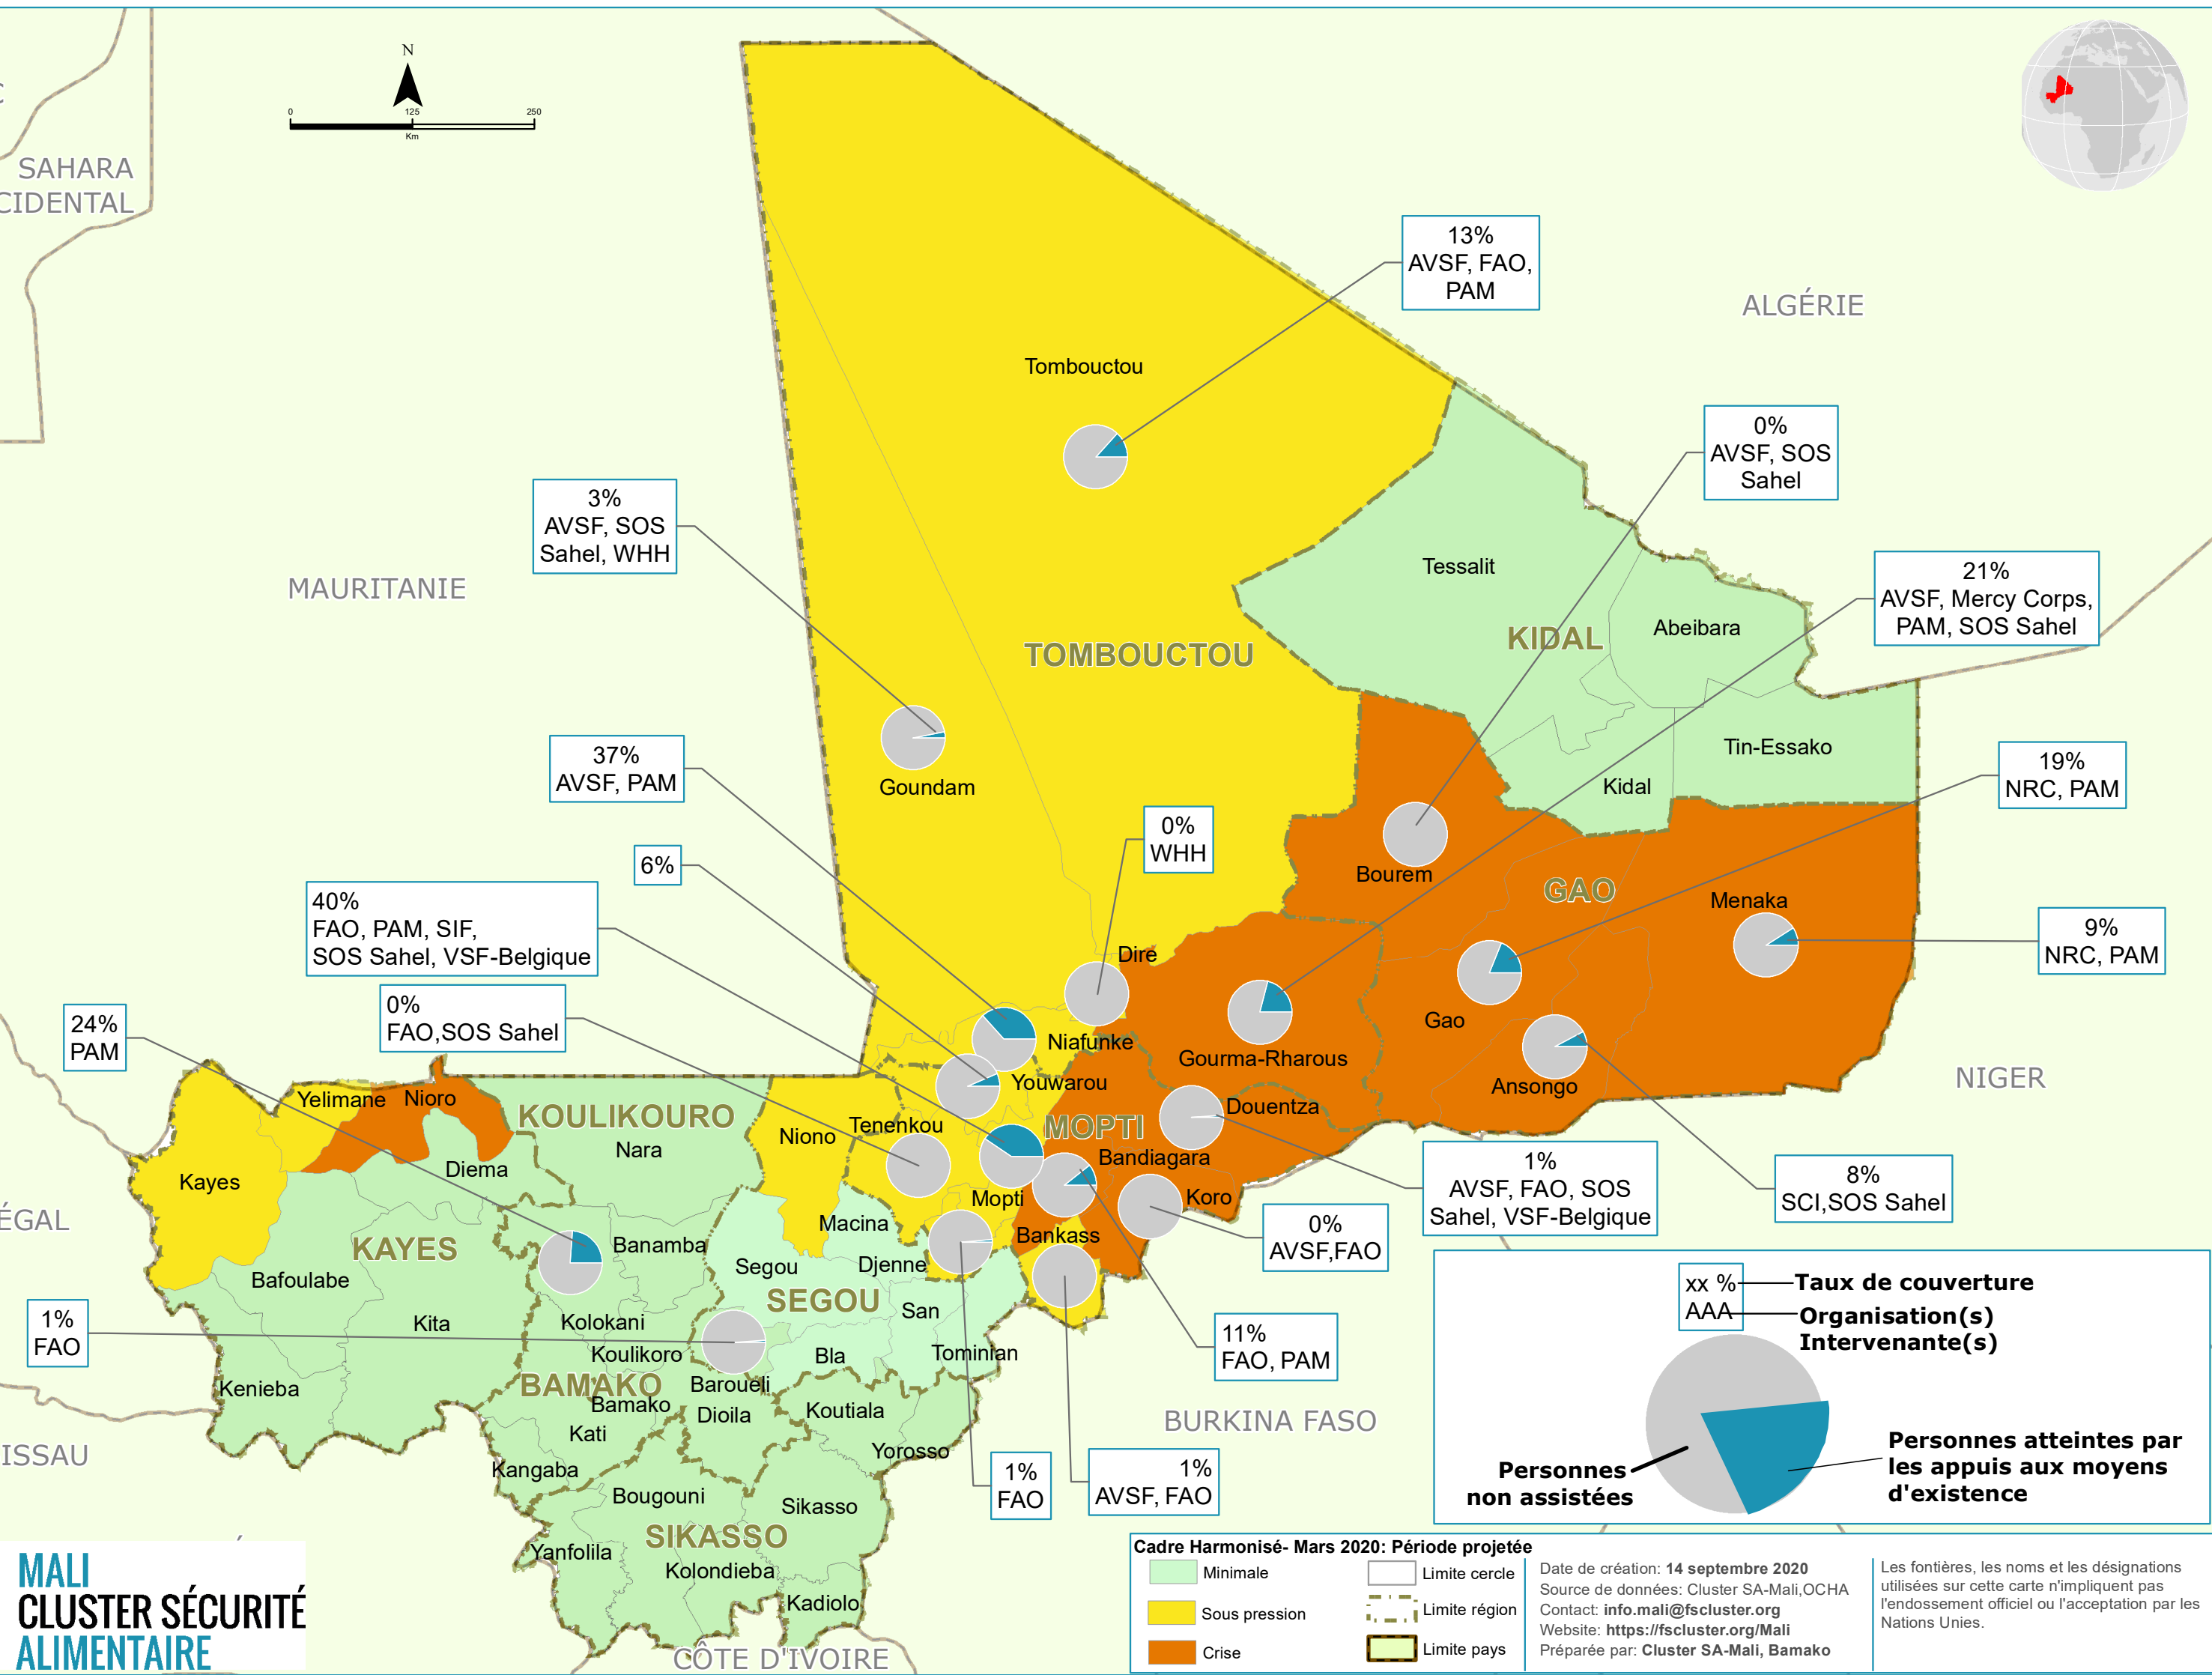 N
0
125
250
Km
SAHARA
CIDENTAL
MAURITANIE
ALGÉRIE
NIGER
BURKINA FASO
CÔTE D'IVOIRE
ÉGAL
ISSAU
13%
AVSF, FAO,
PAM
0%
AVSF, SOS
Sahel
3%
AVSF, SOS
Sahel, WHH
21%
AVSF, Mercy Corps,
PAM, SOS Sahel
37%
AVSF, PAM
19%
NRC, PAM
0%
WHH
6%
40%
FAO, PAM, SIF,
SOS Sahel, VSF-Belgique
9%
NRC, PAM
0%
FAO,SOS Sahel
24%
PAM
1%
AVSF, FAO, SOS
Sahel, VSF-Belgique
8%
SCI,SOS Sahel
0%
AVSF,FAO
1%
FAO
11%
FAO, PAM
1%
FAO
1%
AVSF, FAO
Tombouctou
TOMBOUCTOU
Goundam
Tessalit
KIDAL
Abeibara
Tin-Essako
Kidal
Bourem
GAO
Menaka
Gao
Ansongo
Dire
Niafunke
Gourma-Rharous
Youwarou
Douentza
MOPTI
Bandiagara
Tenenkou
Niono
Mopti
Koro
Bankass
Djenne
Yelimane
Nioro
Kayes
Diema
KAYES
Bafoulabe
Kita
Kenieba
KOULIKOURO
Nara
Banamba
Kolokani
Koulikoro
BAMAKO
Bamako
Kati
Kangaba
Dioila
Macina
Segou
SEGOU
San
Bla
Tominian
Baroueli
Koutiala
Yorosso
Bougouni
Sikasso
SIKASSO
Yanfolila
Kolondieba
Kadiolo
xx %
AAA
Taux de couverture
Organisation(s)
Intervenante(s)
Personnes
non assistées
Personnes atteintes par
les appuis aux moyens
d'existence
Cadre Harmonisé- Mars 2020: Période projetée
Minimale
Sous pression
Crise
Limite cercle
Limite région
Limite pays
Date de création: 14 septembre 2020
Source de données: Cluster SA-Mali,OCHA
Contact: info.mali@fscluster.org
Website: https://fscluster.org/Mali
Préparée par: Cluster SA-Mali, Bamako
Les fontières, les noms et les désignations
utilisées sur cette carte n'impliquent pas
l'endossement officiel ou l'acceptation par les
Nations Unies.
MALI
CLUSTER SÉCURITÉ
ALIMENTAIRE